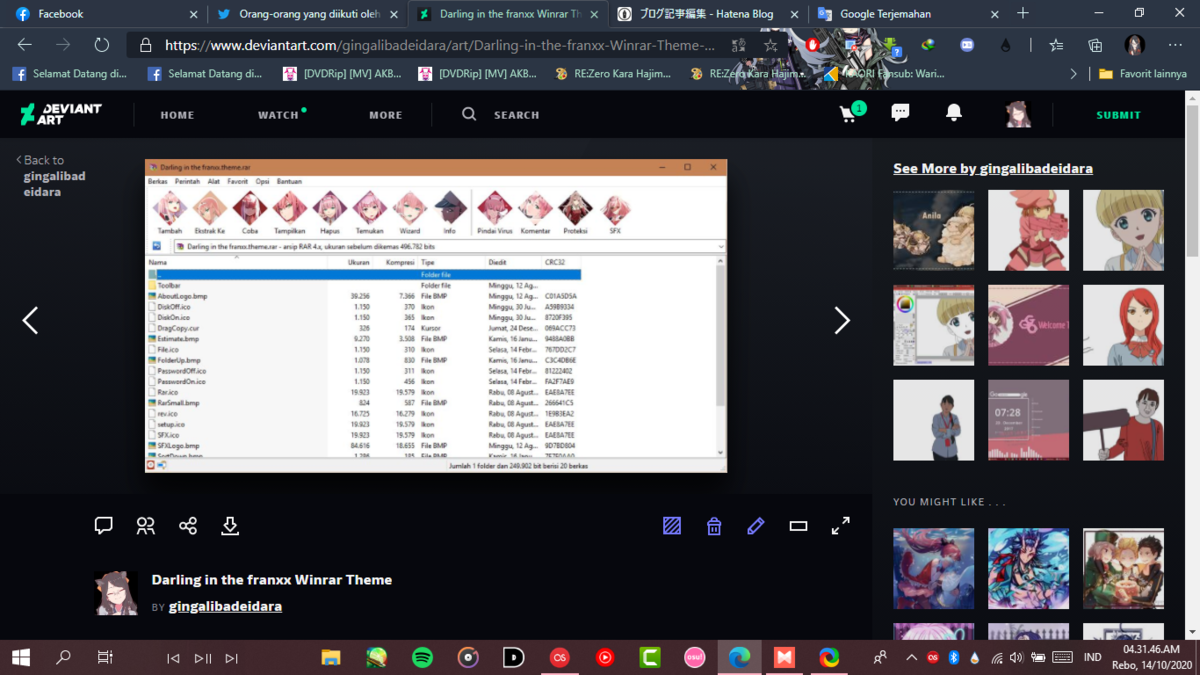 Facebook
Orang-orang yang diikuti oleh
Darling in the franxx Winrar Th
ブログ記事編集 - Hatena Blog
Google Terjemahan
https://www.deviantart.com/gingalibadeidara/art/Darling-in-the-franxx-Winrar-Theme-...
Selamat Datang di...
Selamat Datang di...
[DVDRip] [MV] AKB...
[DVDRip] [MV] AKB...
RE:Zero Kara Hajim...
RE:Zero Kara Hajim...
Fansub: Wari...
Favorit lainnya
DEVIANT ART
HOME
WATCH
MORE
SEARCH
1
SUBMIT
Back to
gingalibad
eidara
Darling in the franxx.theme.rar
Berkas Perintah Alat Favorit Opsi Bantuan
Tambah Ekstrak Ke Coba Tampilkan Hapus Temukan Wizard Info Pindai Virus Komentar Proteksi SFX
Darling in the franxx.theme.rar - arsip RAR 4.x, ukuran sebelum dikemas 496.782 bits
Nama Ukuran Kompresi Tipe Diedit CRC32
.. Folder file
Toolbar Folder file Minggu, 12 Ag...
AboutLogo.bmp 39.256 7.366 File BMP Minggu, 12 Ag... C01A5D5A
DiskOff.ico 1.150 370 Ikon Minggu, 30 Ju... A59B9334
DiskOn.ico 1.150 365 Ikon Minggu, 30 Ju... 8720F395
DragCopy.cur 326 174 Kursor Jumat, 24 Dese... 069ACC73
Estimate.bmp 9.270 3.508 File BMP Kamis, 16 Janu... 9488A0BB
File.ico 1.150 310 Ikon Selasa, 14 Febr... 767DD2C7
FolderUp.bmp 1.078 830 File BMP Kamis, 16 Janu... C3C4DB6E
PasswordOff.ico 1.150 311 Ikon Selasa, 14 Febr... 81222402
PasswordOn.ico 1.150 456 Ikon Selasa, 14 Febr... FA2F7AE9
Rar.ico 19.923 19.579 Ikon Rabu, 08 Agust... EAE8A7EE
RarSmall.bmp 824 587 File BMP Rabu, 08 Agust... 266641C5
rev.ico 16.725 16.279 Ikon Rabu, 08 Agust... 1E9B3EA2
setup.ico 19.923 19.579 Ikon Rabu, 08 Agust... EAE8A7EE
SFX.ico 19.923 19.579 Ikon Rabu, 08 Agust... EAE8A7EE
SFXLogo.bmp 84.616 18.655 File BMP Rabu, 08 Agust... 9D7BD804
SortDown.bmp File BMP Kamis, 16 Janu...
Jumlah 1 folder dan 249.902 bit berisi 20 berkas
Darling in the franxx Winrar Theme
BY gingalibadeidara
See More by gingalibadeidara
Anila
Welcome T
07:28
YOU MIGHT LIKE . . .
osu!
IND
04.31.46.AM
Rebo, 14/10/2020